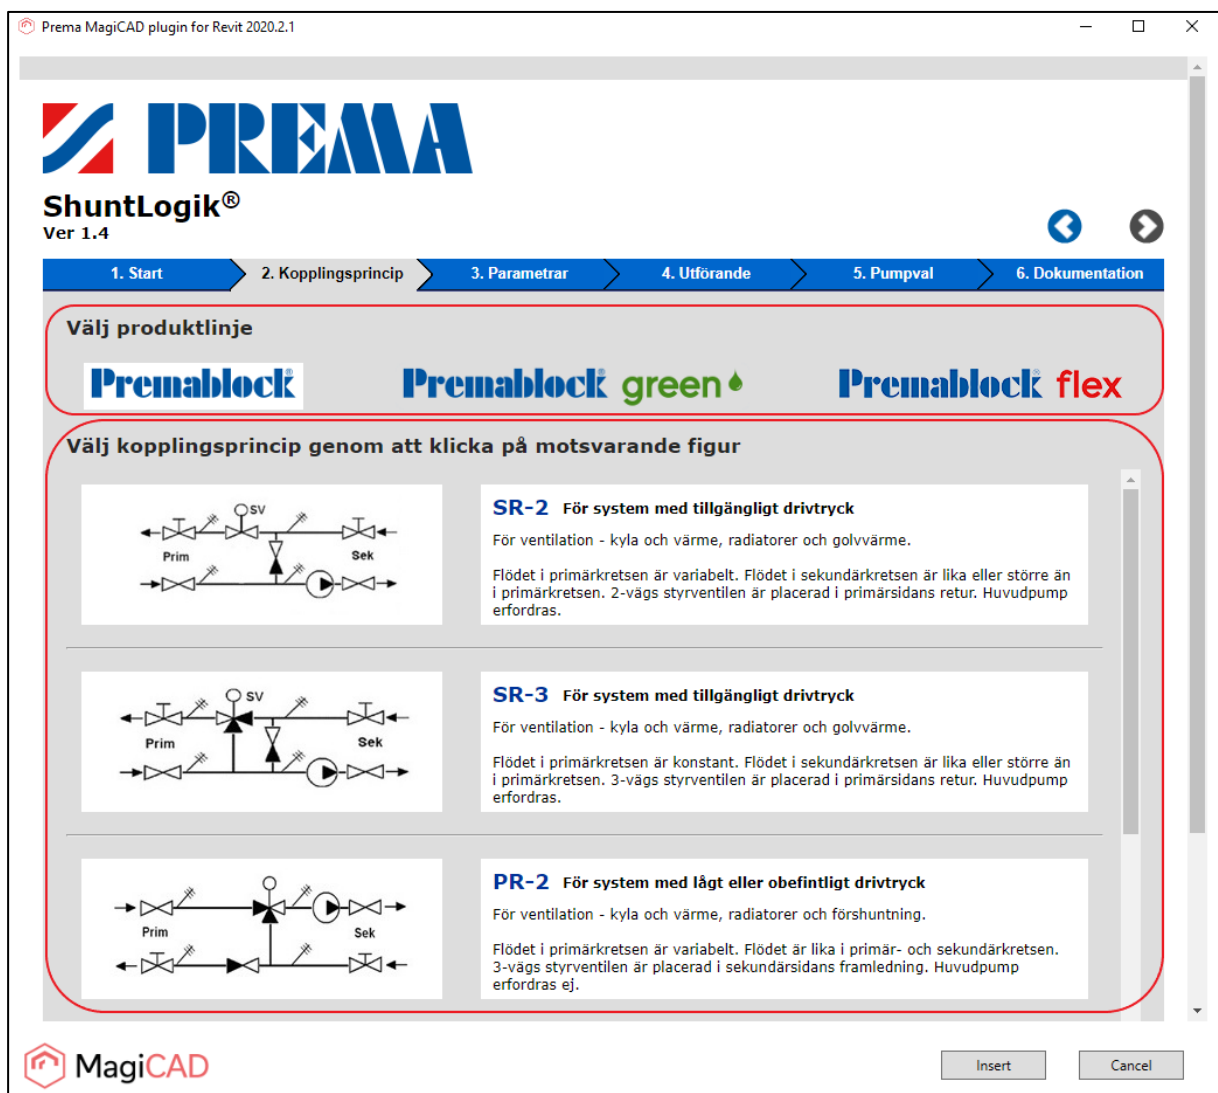 Prema MagiCAD plugin for Revit 2020.2.1
PREMA
ShuntLogik®
Ver 1.4
1. Start
2. Kopplingsprincip
3. Parametrar
4. Utförande
5. Pumpval
6. Dokumentation
Välj produktlinje
Premablock®
Premablock® green
Premablock® flex
Välj kopplingsprincip genom att klicka på motsvarande figur
SV
Prim
Sek
SR-2 För system med tillgängligt drivtryck
För ventilation - kyla och värme, radiatorer och golvvärme.
Flödet i primärkretsen är variabelt. Flödet i sekundärkretsen är lika eller större än
i primärkretsen. 2-vägs styrventilen är placerad i primärsidans retur. Huvudpump
erfordras.
SV
Prim
Sek
SR-3 För system med tillgängligt drivtryck
För ventilation - kyla och värme, radiatorer och golvvärme.
Flödet i primärkretsen är konstant. Flödet i sekundärkretsen är lika eller större än
i primärkretsen. 3-vägs styrventilen är placerad i primärsidans retur. Huvudpump
erfordras.
Prim
Sek
PR-2 För system med lågt eller obefintligt drivtryck
För ventilation - kyla och värme, radiatorer och förshuntning.
Flödet i primärkretsen är variabelt. Flödet är lika i primär- och sekundärkretsen.
3-vägs styrventilen är placerad i sekundärsidans framledning. Huvudpump
erfordras ej.
MagiCAD
Insert
Cancel